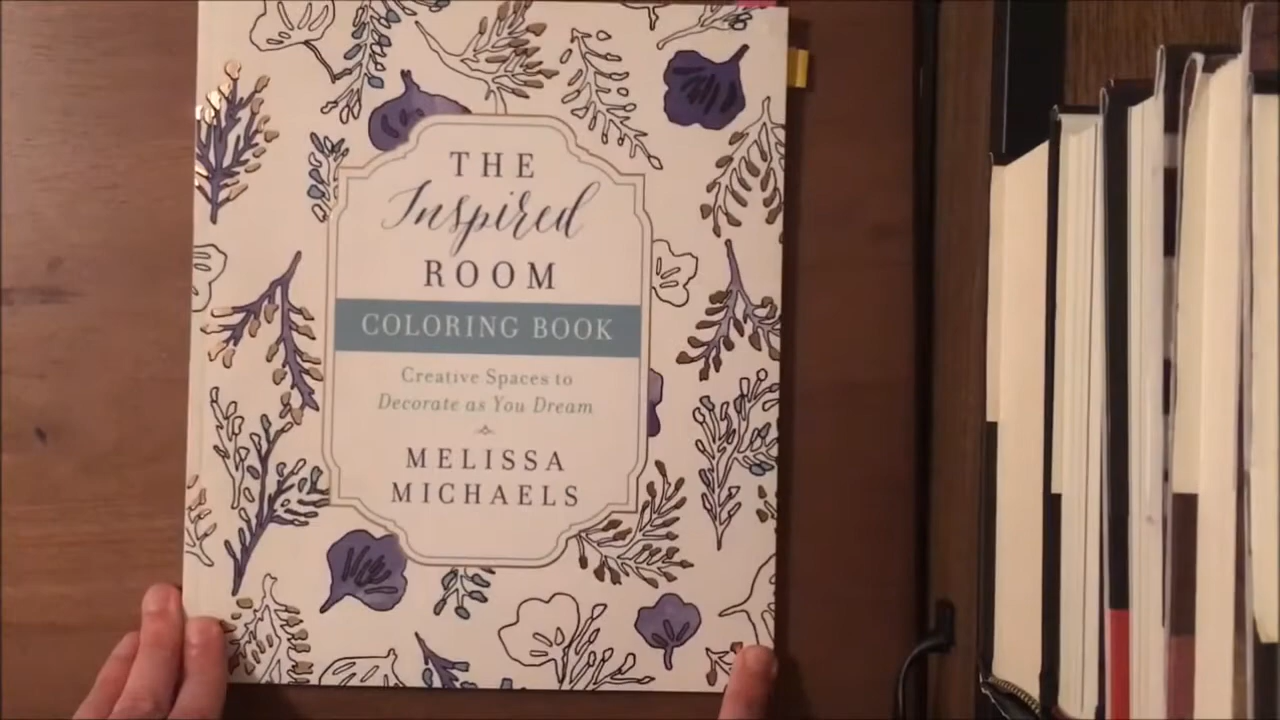 THE
Inspired
ROOM
COLORING BOOK
Creative Spaces to
Decorate as You Dream
MELISSA
MICHAELS